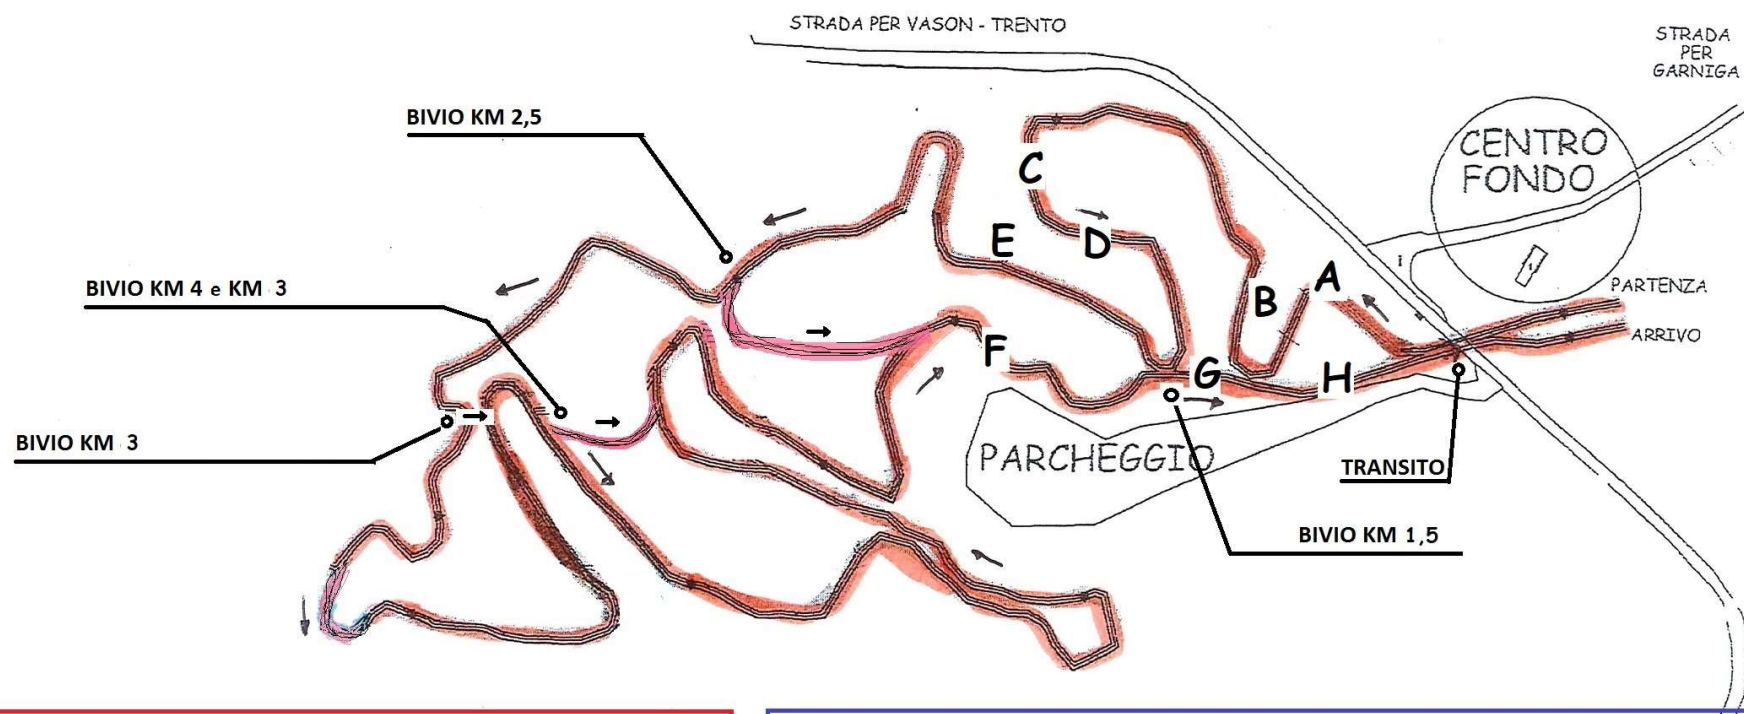 STRADA PER VASON - TRENTO
STRADA
PER
GARNIGA
BIVIO KM 2,5
CENTRO
FONDO
C
E
D
BIVIO KM 4 e KM 3
A
B
PARTENZA
ARRIVO
F
G
H
BIVIO KM 3
PARCHEGGIO
TRANSITO
BIVIO KM 1,5